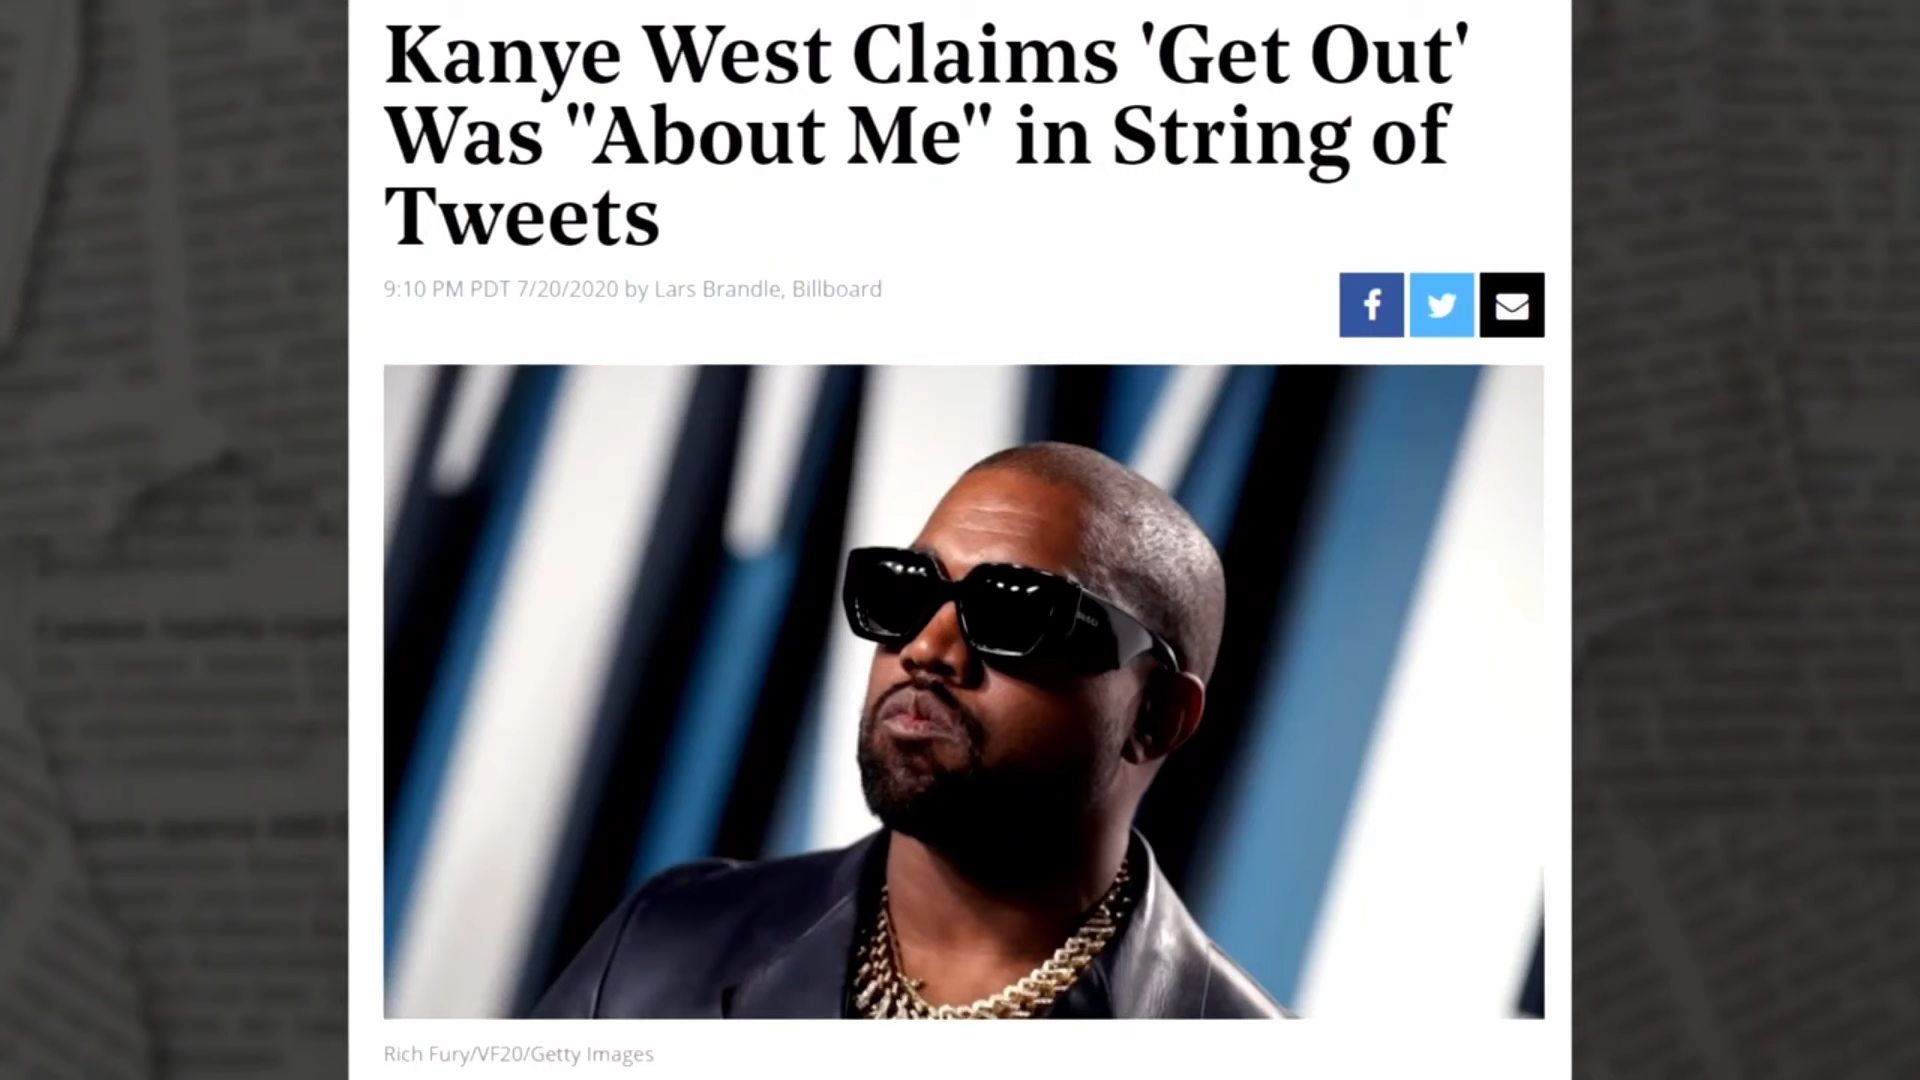 Kanye West Claims 'Get Out'
Was "About Me" in String of
Tweets
9:10 PM PDT 7/20/2020 by Lars Brandle, Billboard
Rich Fury/VF20/Getty Images